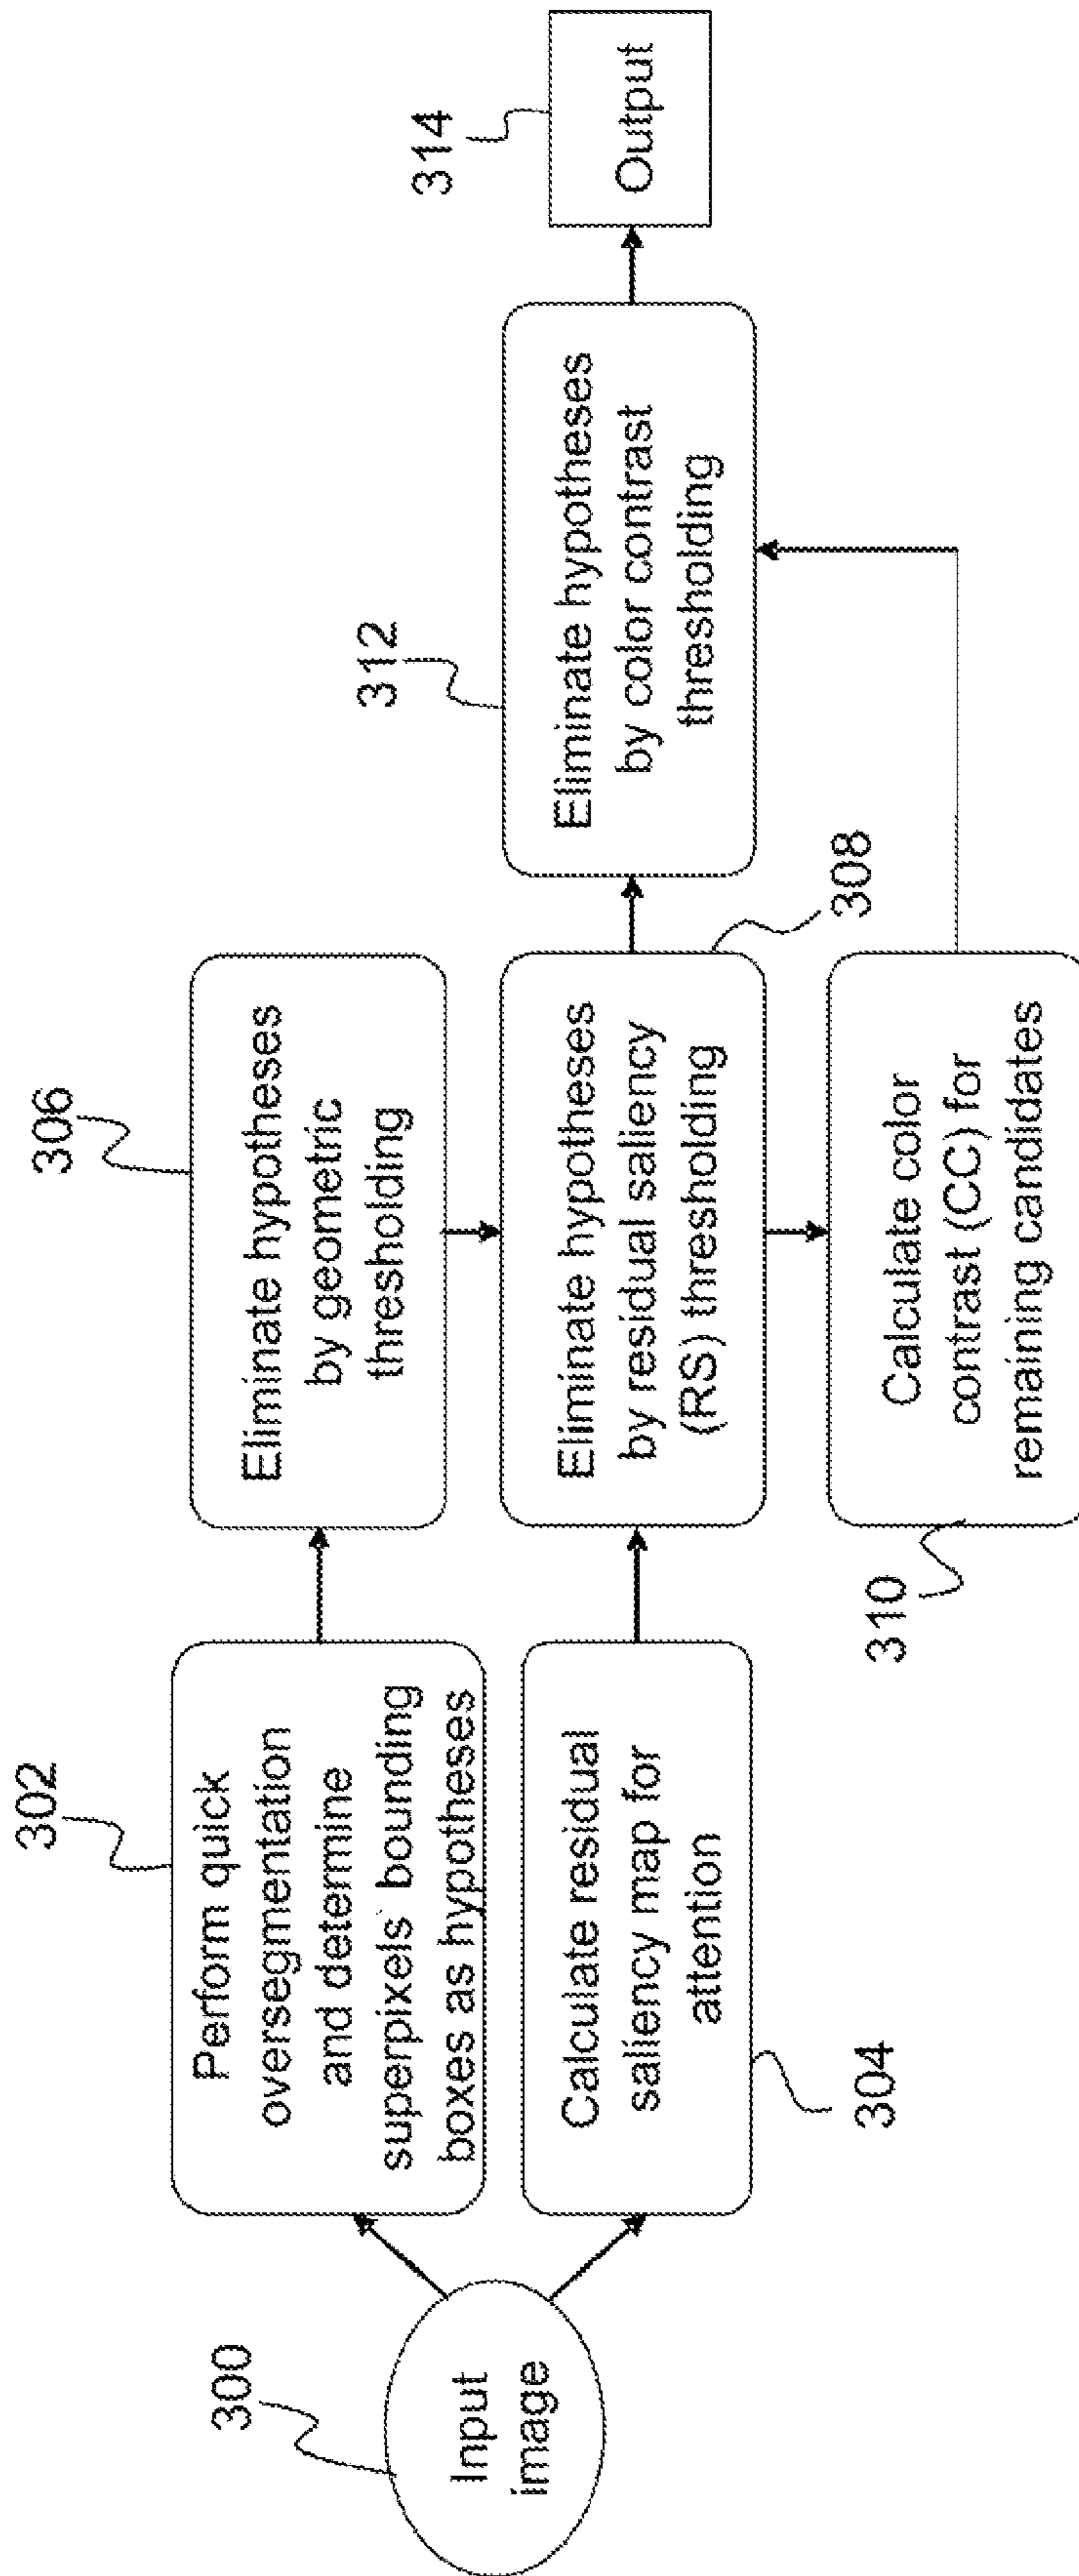 300
Input
image
302
Perform quick
oversegmentation
and determine
superpixels' bounding
boxes as hypotheses
Calculate residual
saliency map for
attention
304
306
Eliminate hypotheses
by geometric
thresholding
Eliminate hypotheses
by residual saliency
(RS) thresholding
308
Calculate color
contrast (CC) for
remaining candidates
310
312
Eliminate hypotheses
by color contrast
thresholding
314
Output